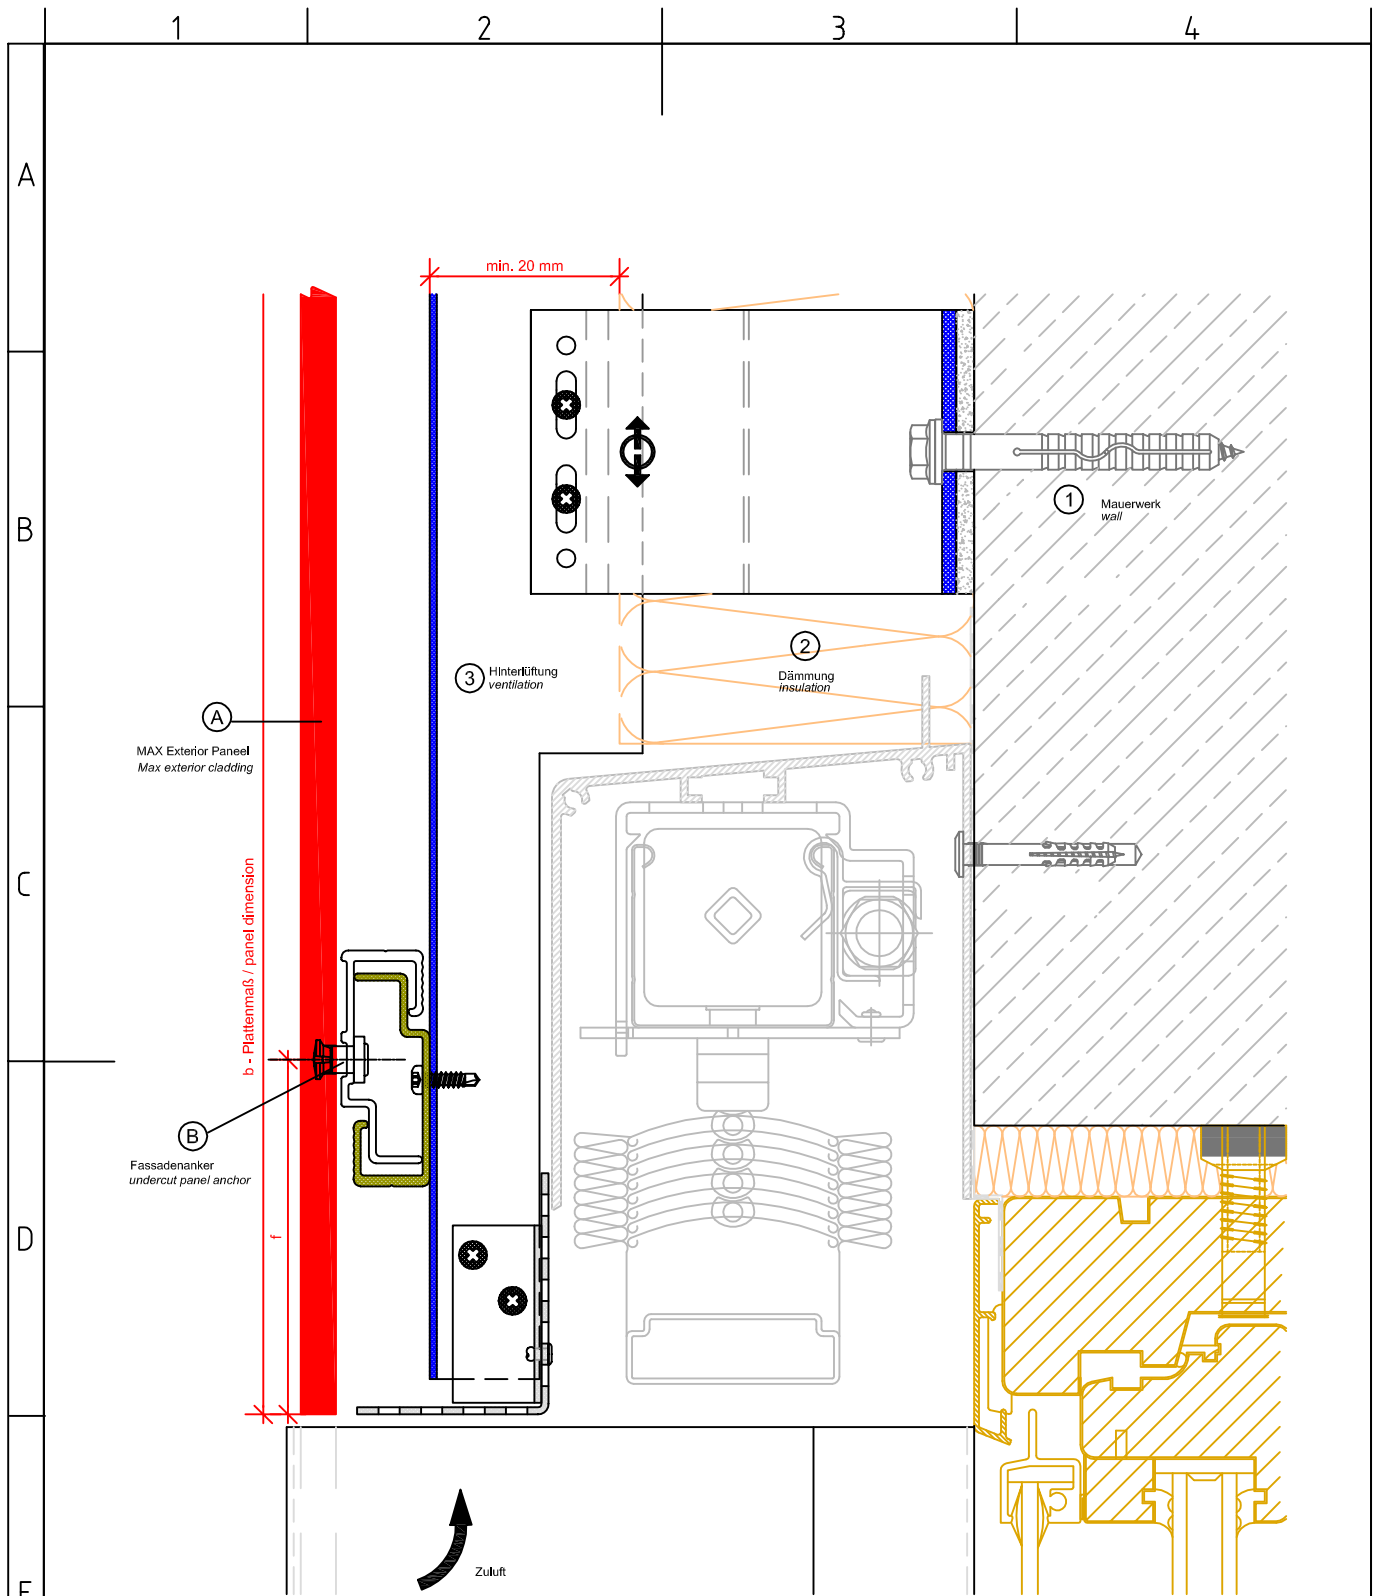 1 2 3 4
A
min. 20 mm
B
1 Mauerwerk
wall
2
Dämmung
insulation
3 HInterlüftung
ventilation
A
MAX Exterior Paneel
Max exterior cladding
C
b - Plattenmaß / panel dimension
B
Fassadenanker
undercut panel anchor
D
f
Zuluft